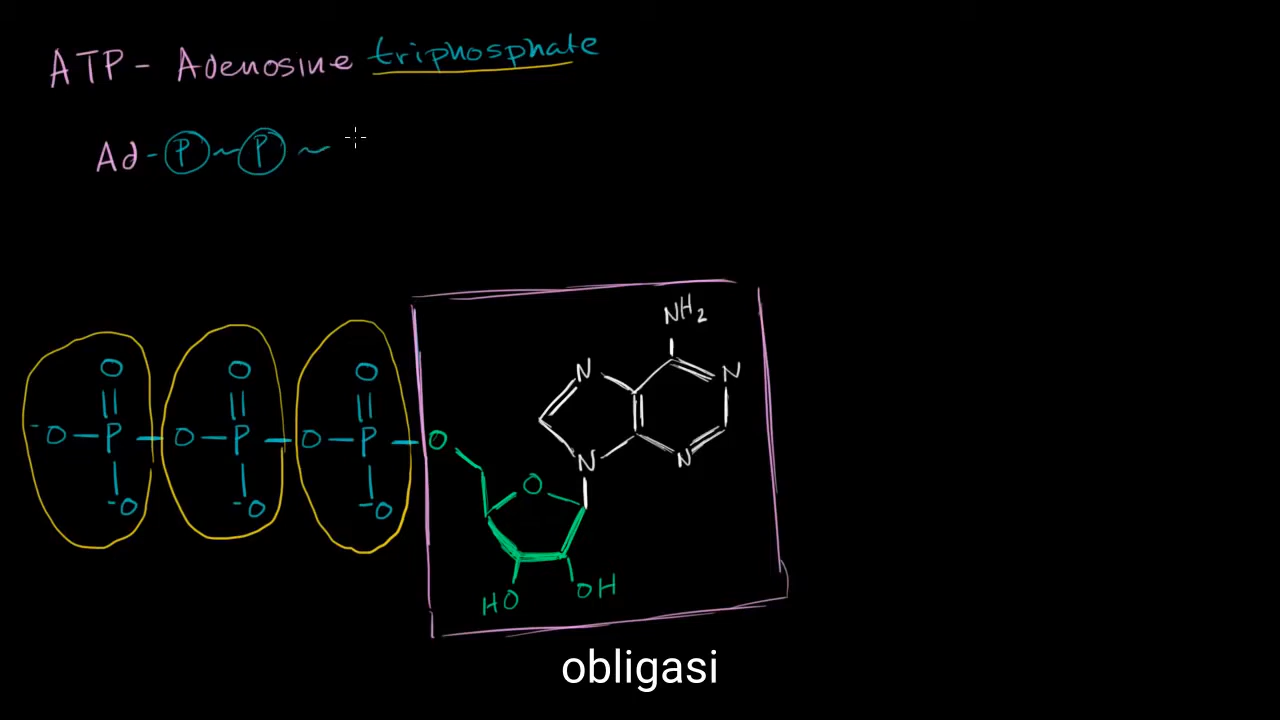 ATP - Adenosine triphosphate
Ad - P ~ P ~
NH2
N N
O O O
-O-P-O-P-O-P-O
N N
-O -O -O
O
HO OH
obligasi